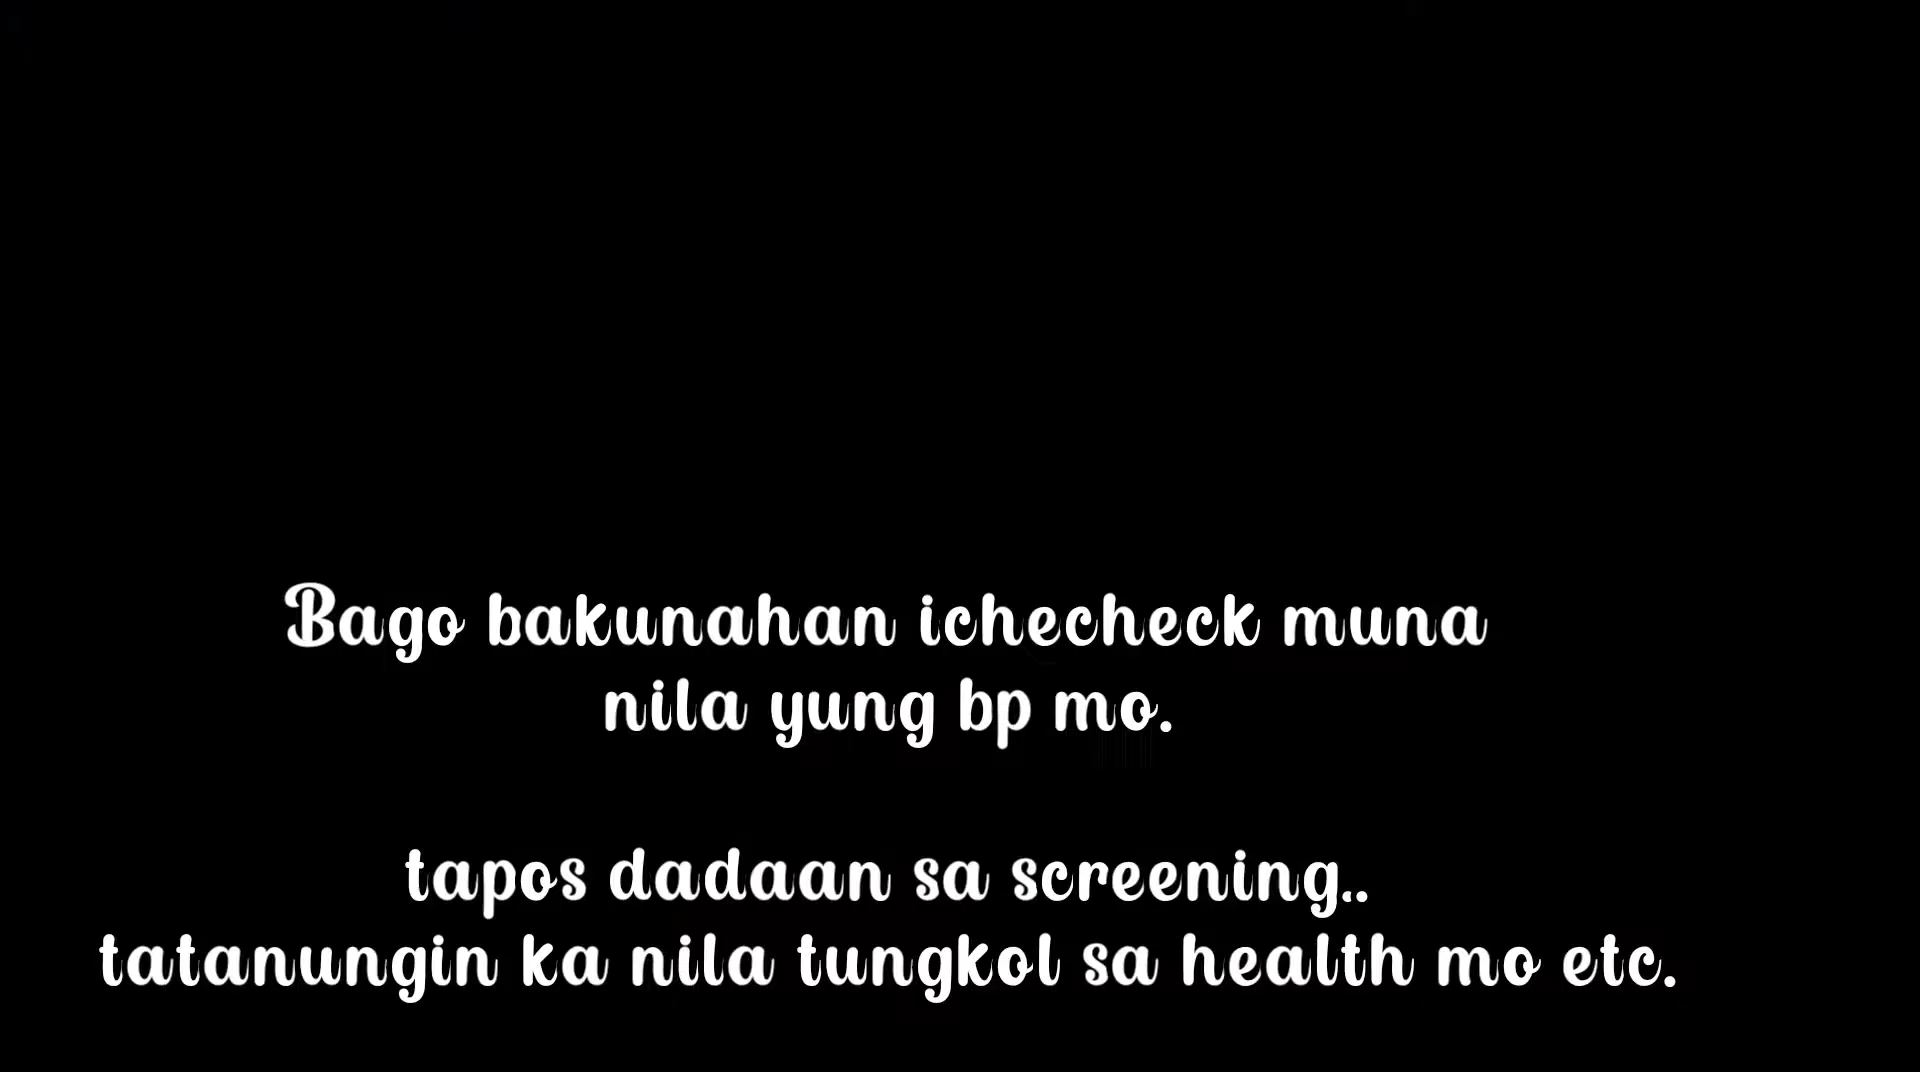 Bago bakunahan ichecheck muna
nila yung bp mo.
tapos dadaan sa screening..
tatanungin ka nila tungkol sa health mo etc.